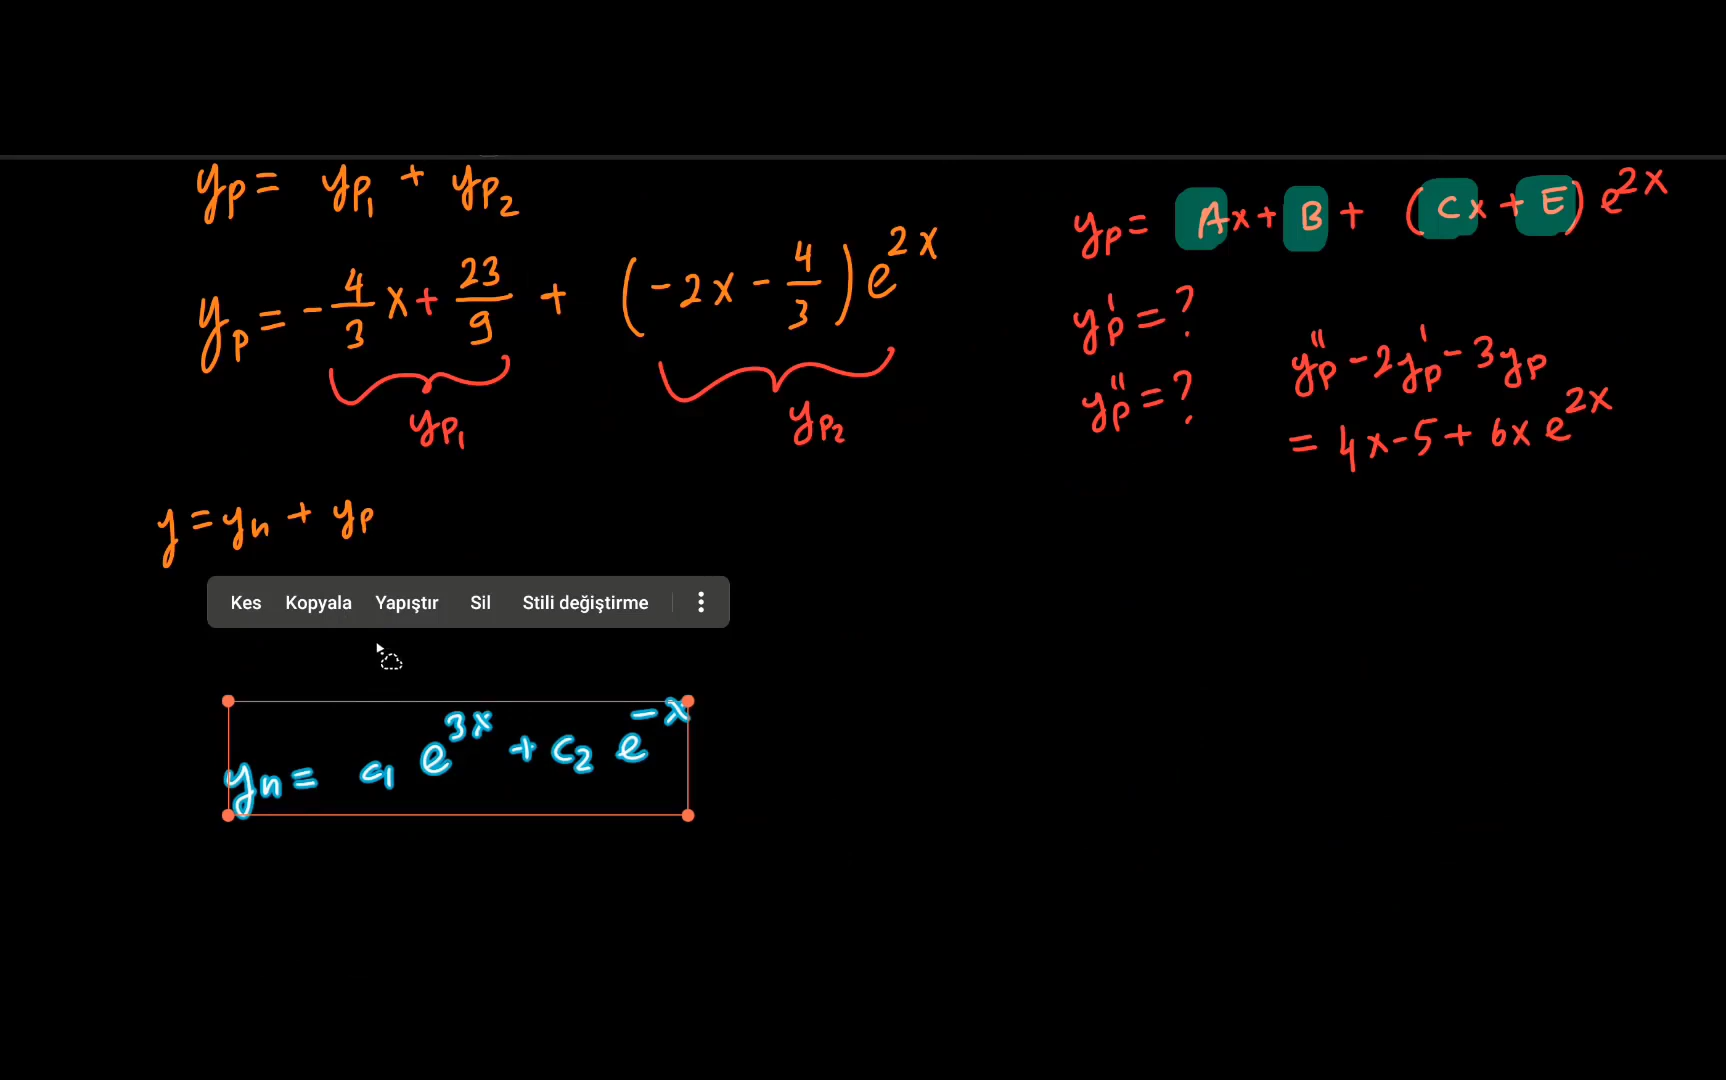 yp = yp₁ + yp₂
yp = -4/3 x + 23/9 + (-2x - 4/3) e^2x
yp₁ yp₂
y = yh + yp
Kes Kopyala Yapıştır Sil Stili değiştirme
yh = c₁ e^3x + c₂ e^-x
yp = Ax + B + (Cx + E) e^2x
yp' = ?
yp'' = ?
yp'' - 2yp' - 3yp
= 4x - 5 + 6x e^2x